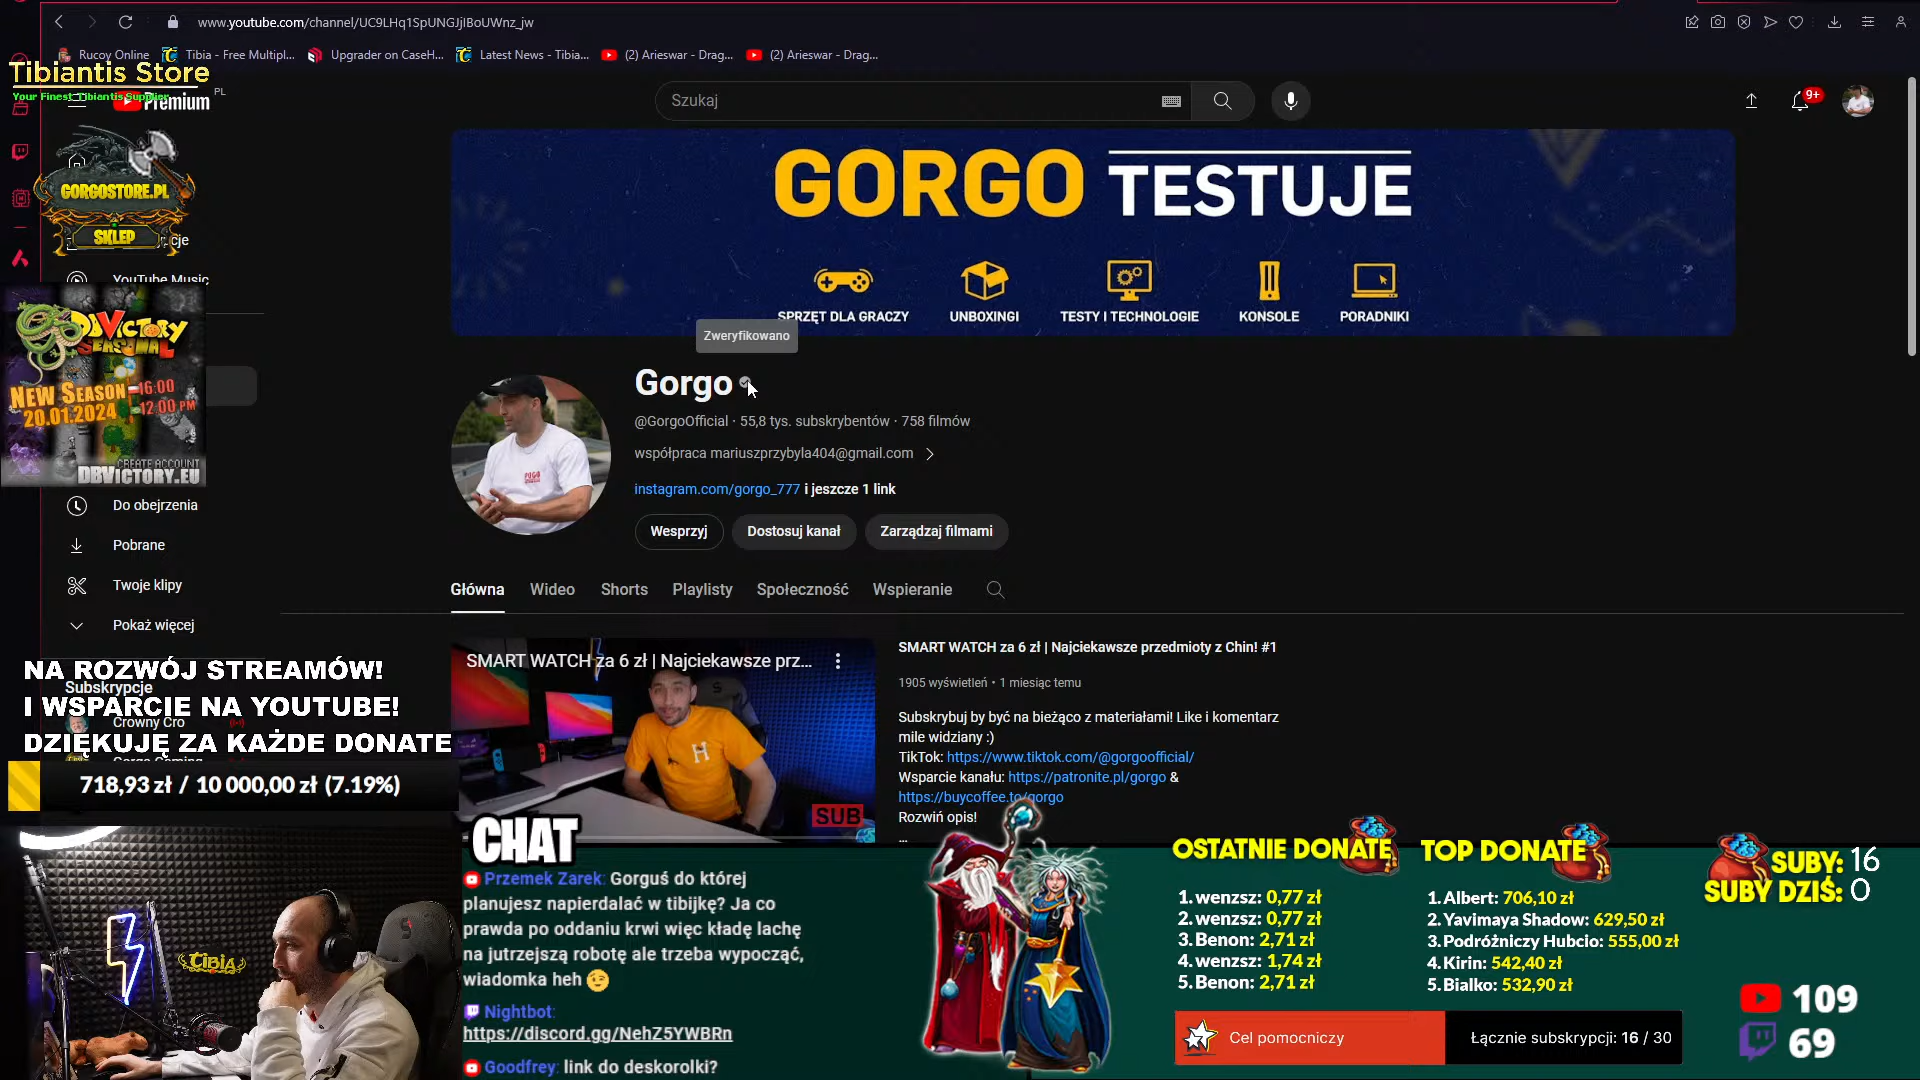 www.youtube.com/channel/UC9LHq1SpUNGJjIBoUWnz_jw
Rucoy Online
Tibia - Free Multipl...
Upgrader on CaseH...
Latest News - Tibia...
(2) Arieswar - Drag...
(2) Arieswar - Drag...
Tibiantis Store
Your Finest Tibiantis Supplier
Premium
PL
Szukaj
9+
GORGOSTORE.PL
SKLEP
YouTube Music
GORGO TESTUJE
SPRZĘT DLA GRACZY
UNBOXINGI
TESTY I TECHNOLOGIE
KONSOLE
PORADNIKI
Zweryfikowano
DBVICTORY
SEASONAL
NEW SEASON
20.01.2024
16:00
12:00 PM
CREATE ACCOUNT
DBVICTORY.EU
Gorgo
@GorgoOfficial · 55,8 tys. subskrybentów · 758 filmów
współpraca mariuszprzybyla404@gmail.com
instagram.com/gorgo_777 i jeszcze 1 link
Wesprzyj
Dostosuj kanał
Zarządzaj filmami
Do obejrzenia
Pobrane
Twoje klipy
Pokaż więcej
Główna
Wideo
Shorts
Playlisty
Społeczność
Wspieranie
SMART WATCH za 6 zł | Najciekawsze prz...
SUB
SMART WATCH za 6 zł | Najciekawsze przedmioty z Chin! #1
1905 wyświetleń • 1 miesiąc temu
Subskrybuj by być na bieżąco z materiałami! Like i komentarz
mile widziany :)
TikTok: https://www.tiktok.com/@gorgoofficial/
Wsparcie kanału: https://patronite.pl/gorgo &
https://buycoffee.to/gorgo
Rozwiń opis!
...
NA ROZWÓJ STREAMÓW!
Subskrypcje
I WSPARCIE NA YOUTUBE!
Crowny Cro
DZIĘKUJĘ ZA KAŻDE DONATE
718,93 zł / 10 000,00 zł (7.19%)
TIBIA
CHAT
Przemek Zarek: Gorguś do której
planujesz napierdalać w tibijkę? Ja co
prawda po oddaniu krwi więc kładę lachę
na jutrzejszą robotę ale trzeba wypocząć,
wiadomka heh 😉
Nightbot:
https://discord.gg/NehZ5YWBRn
Goodfrey: link do deskorolki?
OSTATNIE DONATE
1. wenzsz: 0,77 zł
2. wenzsz: 0,77 zł
3. Benon: 2,71 zł
4. wenzsz: 1,74 zł
5. Benon: 2,71 zł
TOP DONATE
1. Albert: 706,10 zł
2. Yavimaya Shadow: 629,50 zł
3. Podróżniczy Hubcio: 555,00 zł
4. Kirin: 542,40 zł
5. Bialko: 532,90 zł
SUBY: 16
SUBY DZIŚ: 0
Cel pomocniczy
Łącznie subskrypcji: 16 / 30
109
69